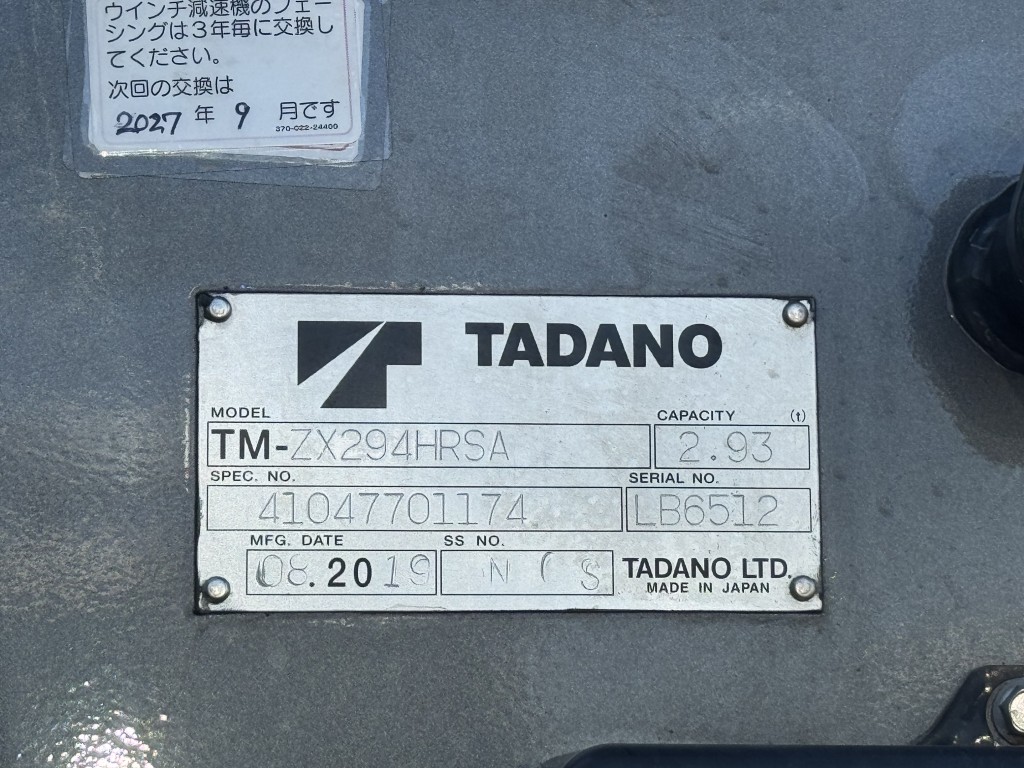 ウインチ減速機のフェー
シングは3年毎に交換し
てください。
次回の交換は
2027 年 9 月です
370-022-24400
TADANO
MODEL
CAPACITY (t)
TM-ZX294HRSA
2.93
SPEC. NO.
SERIAL NO.
41047701174
LB6512
MFG. DATE
SS NO.
08.2019
N ( S
TADANO LTD.
MADE IN JAPAN